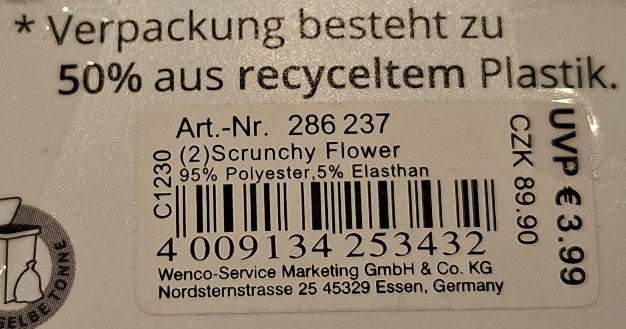 * Verpackung besteht zu
50% aus recyceltem Plastik.
Art.-Nr. 286 237
(2)Scrunchy Flower
95% Polyester,5% Elasthan
C1230
4 009134 253432
Wenco-Service Marketing GmbH & Co. KG
Nordsternstrasse 25 45329 Essen, Germany
CZK 89.90
UVP € 3.99
GELBE TONNE